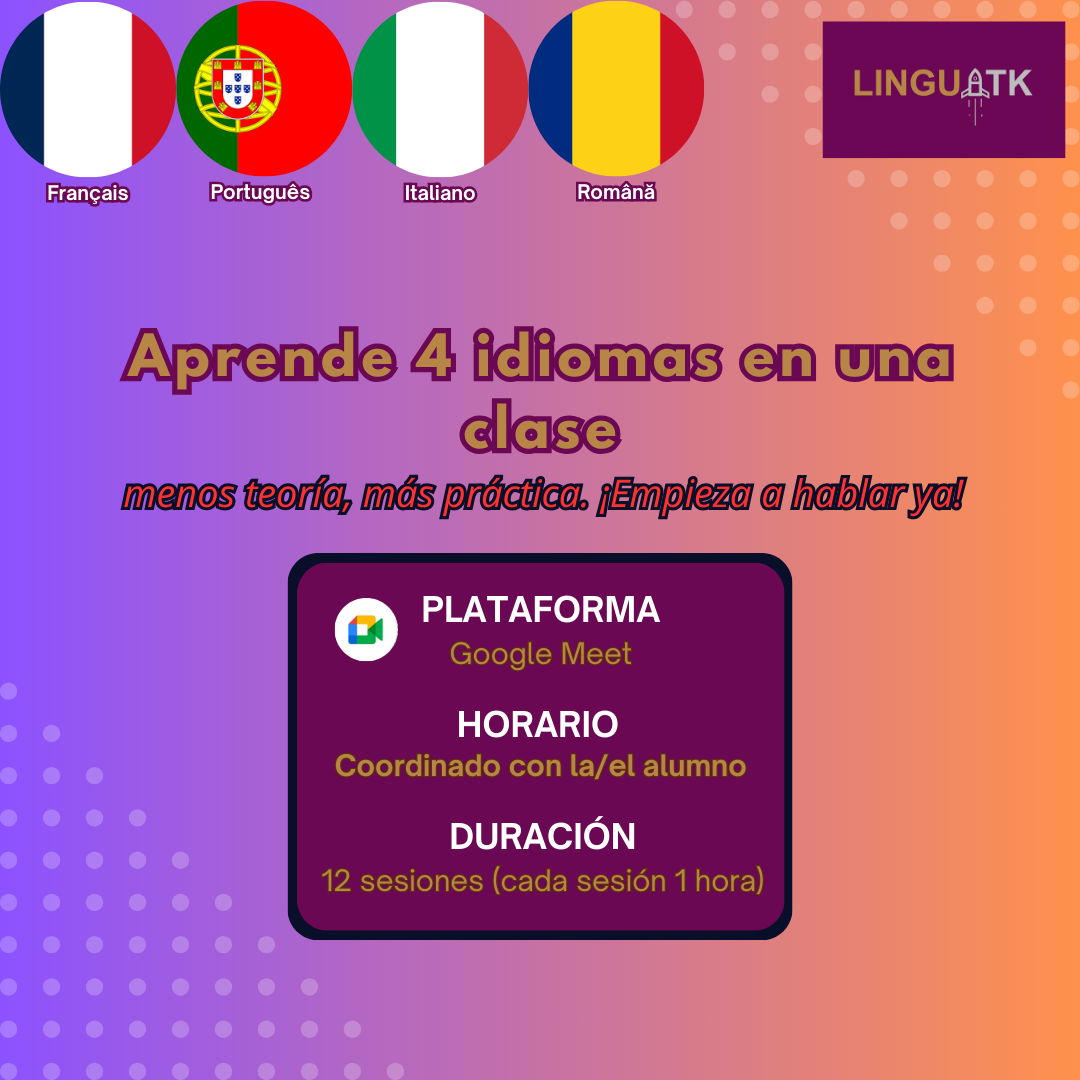 Français
Português
Italiano
Română
LINGUATK
Aprende 4 idiomas en una
clase
menos teoría, más práctica. ¡Empieza a hablar ya!
PLATAFORMA
Google Meet
HORARIO
Coordinado con la/el alumno
DURACIÓN
12 sesiones (cada sesión 1 hora)